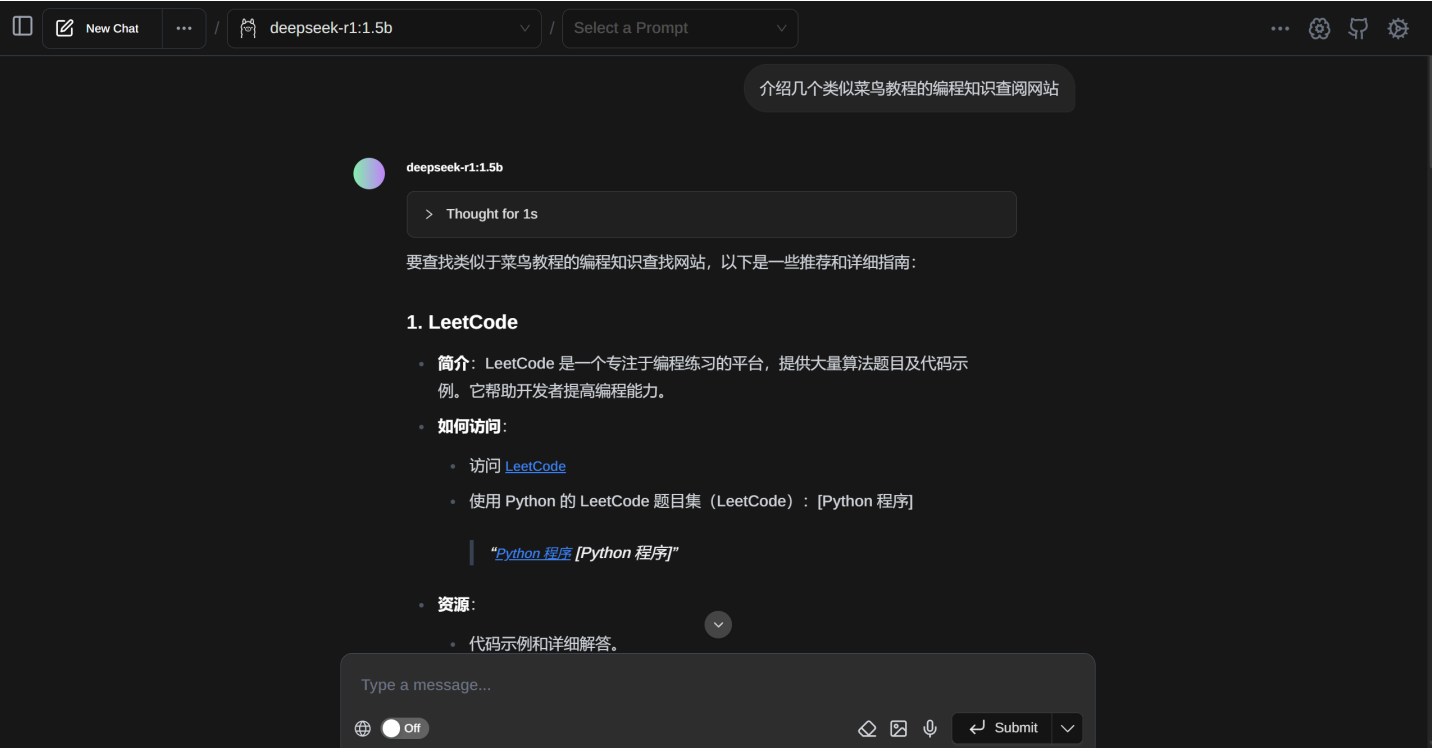 New Chat ··· / deepseek-r1:1.5b / Select a Prompt ···
介绍几个类似菜鸟教程的编程知识查阅网站
deepseek-r1:1.5b
Thought for 1s
要查找类似于菜鸟教程的编程知识查找网站，以下是一些推荐和详细指南：
1. LeetCode
简介：LeetCode 是一个专注于编程练习的平台，提供大量算法题目及代码示
例。它帮助开发者提高编程能力。
如何访问：
访问 LeetCode
使用 Python 的 LeetCode 题目集（LeetCode）：[Python 程序]
“Python 程序 [Python 程序]”
资源：
代码示例和详细解答。
Type a message...
Off Submit